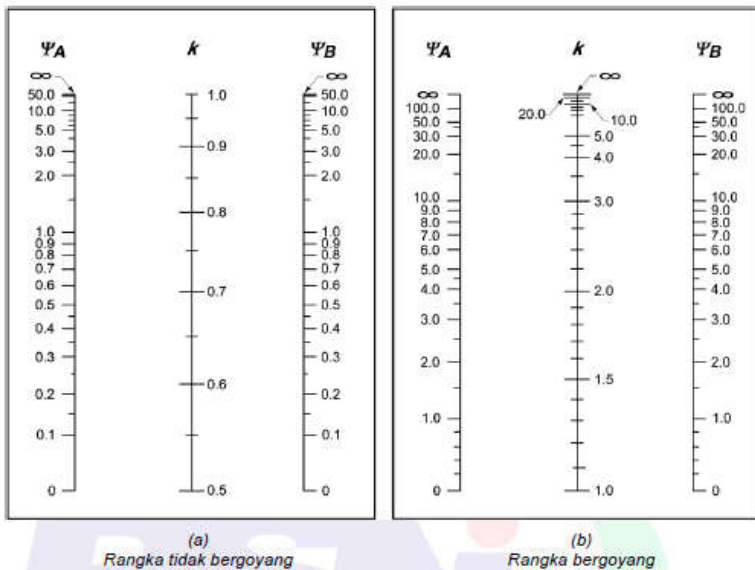 Ψ_A k Ψ_B
∞ ∞
50.0 1.0 50.0
10.0 10.0
5.0 0.9 5.0
3.0 3.0
2.0 2.0
0.8
1.0 1.0
0.9 0.9
0.8 0.8
0.7 0.7
0.6 0.7 0.6
0.5 0.5
0.4 0.4
0.3 0.3
0.6
0.2 0.2
0.1 0.1
0 0.5 0
(a)
Rangka tidak bergoyang
Ψ_A k Ψ_B
∞ ∞ ∞
100.0 20.0 10.0 100.0
50.0 50.0
30.0 5.0 30.0
20.0 4.0 20.0
10.0 3.0 10.0
9.0 9.0
8.0 8.0
7.0 7.0
6.0 6.0
5.0 5.0
4.0 2.0 4.0
3.0 3.0
2.0 2.0
1.5
1.0 1.0
0 1.0 0
(b)
Rangka bergoyang